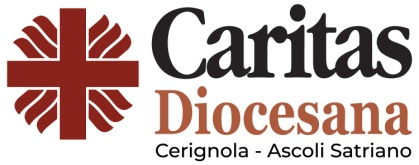 Caritas
Diocesana
Cerignola - Ascoli Satriano